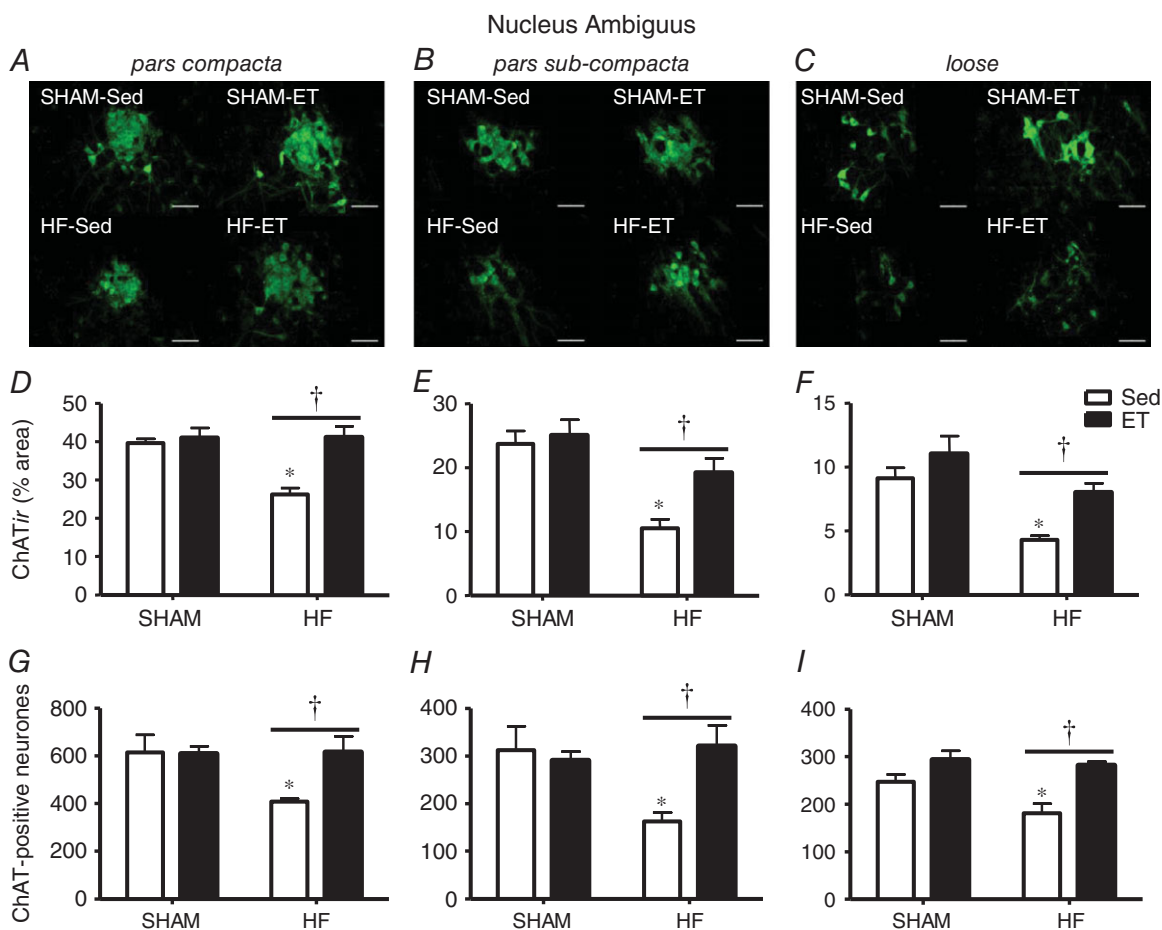 Nucleus Ambiguus
A pars compacta
B pars sub-compacta
C loose
SHAM-Sed SHAM-ET
SHAM-Sed SHAM-ET
SHAM-Sed SHAM-ET
HF-Sed HF-ET
HF-Sed HF-ET
HF-Sed HF-ET
D
ChATir (% area)
50
40
30
20
10
0
*
†
SHAM HF
E
30
20
10
0
*
†
SHAM HF
F
15
10
5
0
*
†
SHAM HF
Sed
ET
G
ChAT-positive neurones
800
600
400
200
0
*
†
SHAM HF
H
400
300
200
100
0
*
†
SHAM HF
I
400
300
200
100
0
*
†
SHAM HF